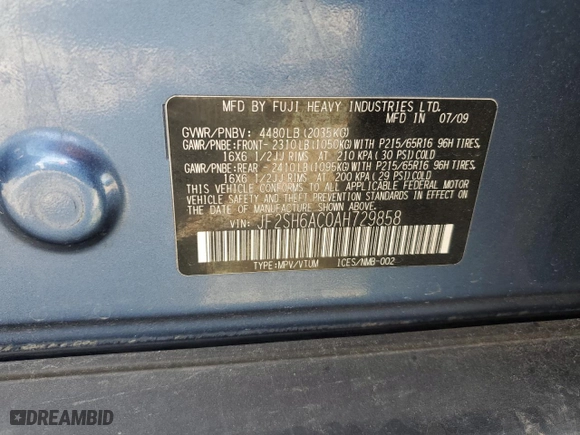 MFD BY FUJI HEAVY INDUSTRIES LTD.
MFD IN 07/09
GVWR/PNBV: 4480LB(2035KG)
GAWR/PNBE:FRONT-2310LB(1050KG)WITH P215/65R16 96H TIRES,
16X6 1/2JJ RIMS AT 210 KPA(30 PSI)COLD
GAWR/PNBE:REAR -2410LB(1095KG)WITH P215/65R16 96H TIRES,
16X6 1/2JJ RIMS AT 200 KPA(29 PSI)COLD
THIS VEHICLE CONFORMS TO ALL APPLICABLE FEDERAL MOTOR
VEHICLE SAFETY AND BUMPER STANDARDS IN EFFECT ON THE
DATE OF MANUFACTURE SHOWN ABOVE.
VIN: JF2SH6AC0AH729858
TYPE:MPV/VTUM ICES/NMB-002
DREAMBID